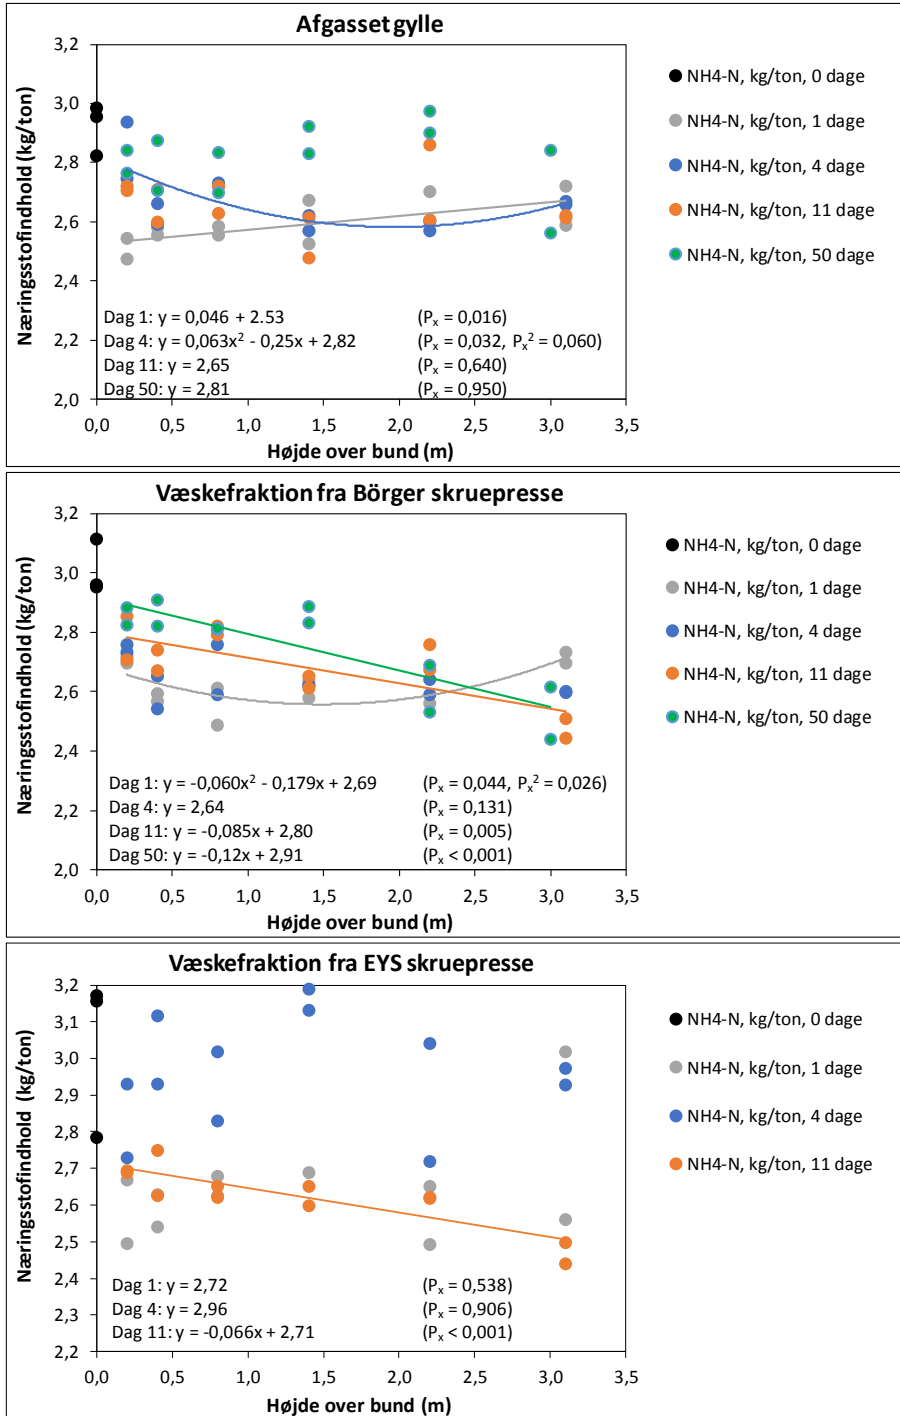 Afgasset gylle
Næringsstofindhold (kg/ton)
3,2
3,0
2,8
2,6
2,4
2,2
2,0
0,0 0,5 1,0 1,5 2,0 2,5 3,0 3,5
Højde over bund (m)
Dag 1: y = 0,046 + 2.53 (Pₓ = 0,016)
Dag 4: y = 0,063x² - 0,25x + 2,82 (Pₓ = 0,032, Pₓ² = 0,060)
Dag 11: y = 2,65 (Pₓ = 0,640)
Dag 50: y = 2,81 (Pₓ = 0,950)
NH4-N, kg/ton, 0 dage
NH4-N, kg/ton, 1 dage
NH4-N, kg/ton, 4 dage
NH4-N, kg/ton, 11 dage
NH4-N, kg/ton, 50 dage
Væskefraktion fra Börger skruepresse
Næringsstofindhold (kg/ton)
3,2
3,0
2,8
2,6
2,4
2,2
2,0
0,0 0,5 1,0 1,5 2,0 2,5 3,0 3,5
Højde over bund (m)
Dag 1: y = -0,060x² - 0,179x + 2,69 (Pₓ = 0,044, Pₓ² = 0,026)
Dag 4: y = 2,64 (Pₓ = 0,131)
Dag 11: y = -0,085x + 2,80 (Pₓ = 0,005)
Dag 50: y = -0,12x + 2,91 (Pₓ < 0,001)
NH4-N, kg/ton, 0 dage
NH4-N, kg/ton, 1 dage
NH4-N, kg/ton, 4 dage
NH4-N, kg/ton, 11 dage
NH4-N, kg/ton, 50 dage
Væskefraktion fra EYS skruepresse
Næringsstofindhold (kg/ton)
3,2
3,1
3,0
2,9
2,8
2,7
2,6
2,5
2,4
2,3
2,2
0,0 0,5 1,0 1,5 2,0 2,5 3,0 3,5
Højde over bund (m)
Dag 1: y = 2,72 (Pₓ = 0,538)
Dag 4: y = 2,96 (Pₓ = 0,906)
Dag 11: y = -0,066x + 2,71 (Pₓ < 0,001)
NH4-N, kg/ton, 0 dage
NH4-N, kg/ton, 1 dage
NH4-N, kg/ton, 4 dage
NH4-N, kg/ton, 11 dage